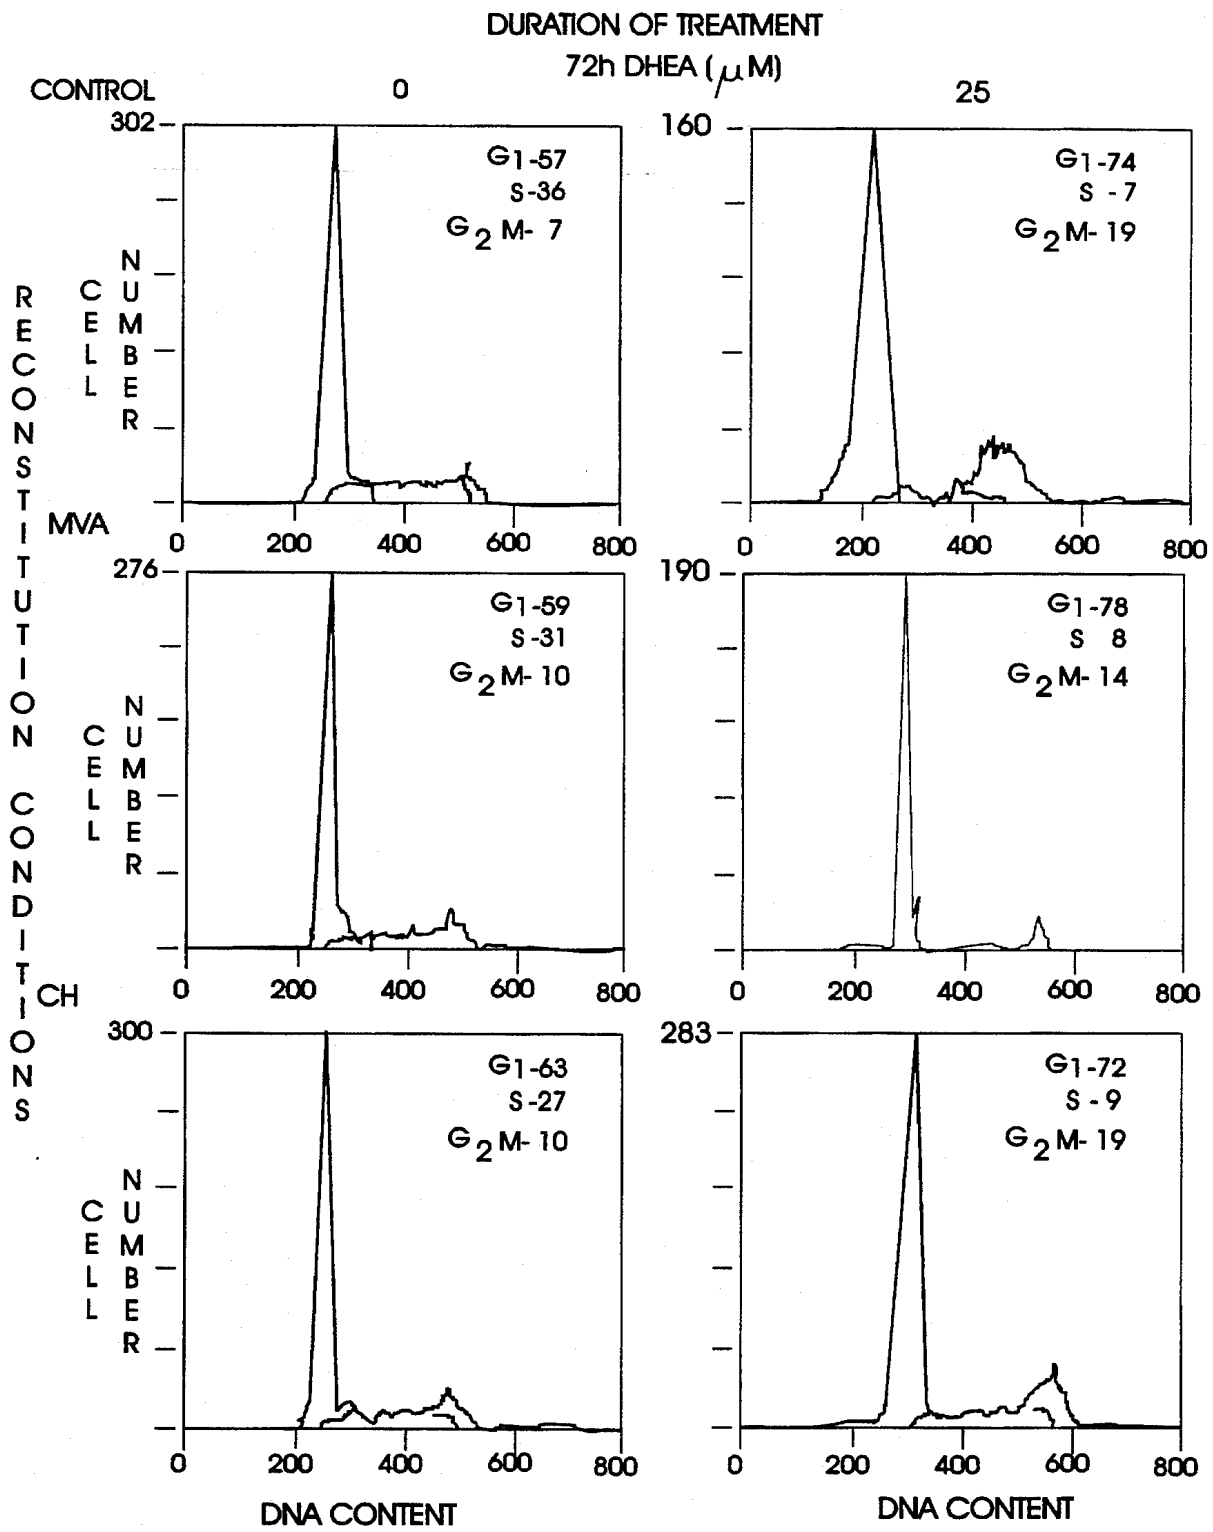 DURATION OF TREATMENT
72h DHEA (μM)
CONTROL 0 25
RECONSTITUTION CONDITIONS
302
CELL NUMBER
G1-57
S-36
G2M- 7
0 200 400 600 800
160
G1-74
S - 7
G2M- 19
0 200 400 600 800
MVA
276
CELL NUMBER
G1-59
S-31
G2M- 10
0 200 400 600 800
190
G1-78
S 8
G2M- 14
0 200 400 600 800
CH
300
CELL NUMBER
G1-63
S-27
G2M- 10
0 200 400 600 800
DNA CONTENT
283
G1-72
S - 9
G2M- 19
0 200 400 600 800
DNA CONTENT